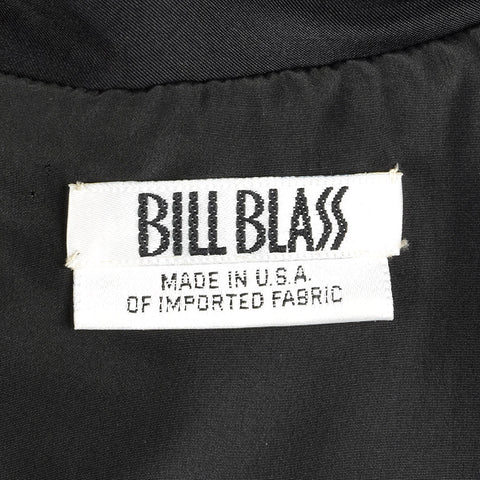 BILL BLASS
MADE IN U.S.A.
OF IMPORTED FABRIC